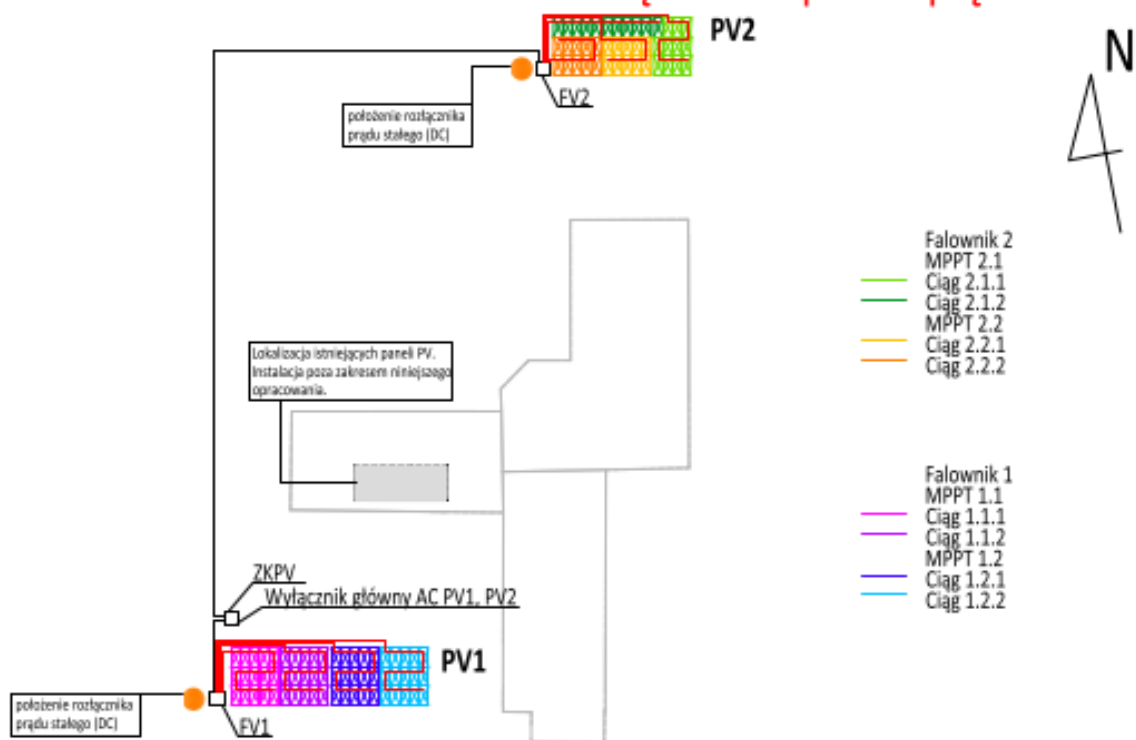 PV2
N
FV2
położenie rozłącznika
prądu stałego (DC)
Falownik 2
MPPT 2.1
Ciąg 2.1.1
Ciąg 2.1.2
MPPT 2.2
Ciąg 2.2.1
Ciąg 2.2.2
Lokalizacja istniejących paneli PV.
Instalacja poza zakresem niniejszego
opracowania.
Falownik 1
MPPT 1.1
Ciąg 1.1.1
Ciąg 1.1.2
MPPT 1.2
Ciąg 1.2.1
Ciąg 1.2.2
ZKPV
Wyłącznik główny AC PV1, PV2
PV1
położenie rozłącznika
prądu stałego (DC)
FV1